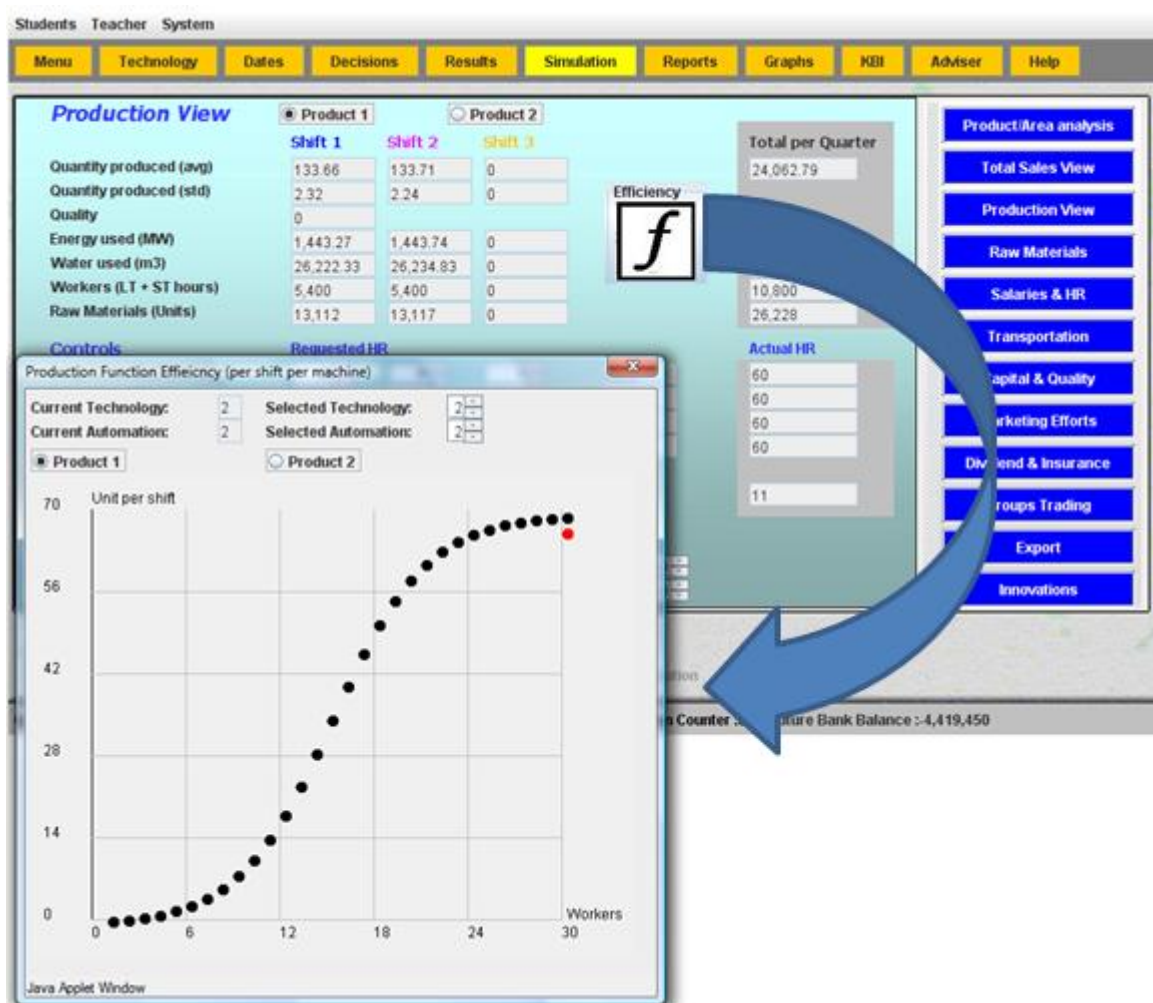 Students Teacher System
Menu Technology Dates Decisions Results Simulation Reports Graphs KBI Adviser Help
Production View Product 1 Product 2
Shift 1 Shift 2 Shift 3 Total per Quarter
Quantity produced (avg) 133.66 133.71 0 24,062.79
Quantity produced (std) 2.32 2.24 0
Efficiency
Quality 0
f
Energy used (MW) 1,443.27 1,443.74 0
Water used (m3) 26,222.33 26,234.83 0
Workers (LT + ST hours) 5,400 5,400 0 10,800
Raw Materials (Units) 13,112 13,117 0 26,228
Controls Requested HR Actual HR
60
60
60
60
11
Product/Area analysis
Total Sales View
Production View
Raw Materials
Salaries & HR
Transportation
& Quality
Efforts
& Insurance
Trading
Export
Innovations
Counter Bank Balance :-4,419,450
Production Function Effieicncy (per shift per machine)
Current Technology: 2 Selected Technology: 2
Current Automation: 2 Selected Automation: 2
Product 1 Product 2
70 Unit per shift
56
42
28
14
0 Workers
0 6 12 18 24 30
Java Applet Window